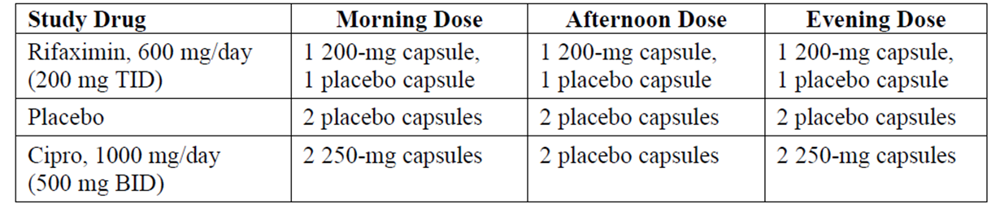 Study Drug Morning Dose Afternoon Dose Evening Dose
Rifaximin, 600 mg/day 1 200-mg capsule, 1 200-mg capsule, 1 200-mg capsule,
(200 mg TID) 1 placebo capsule 1 placebo capsule 1 placebo capsule
Placebo 2 placebo capsules 2 placebo capsules 2 placebo capsules
Cipro, 1000 mg/day 2 250-mg capsules 2 placebo capsules 2 250-mg capsules
(500 mg BID)